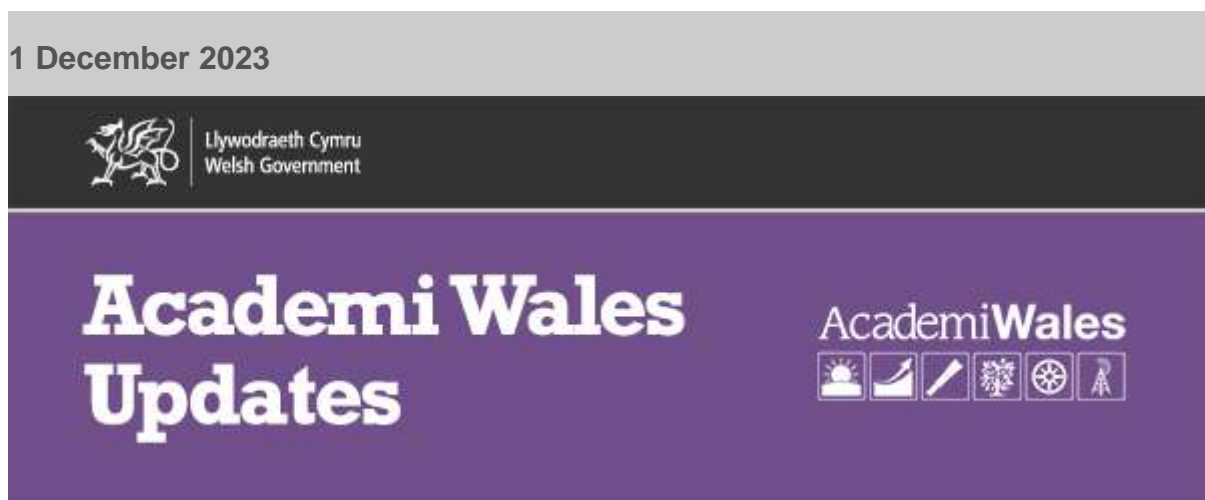 1 December 2023
Llywodraeth Cymru
Welsh Government
Academi Wales
Updates
AcademiWales